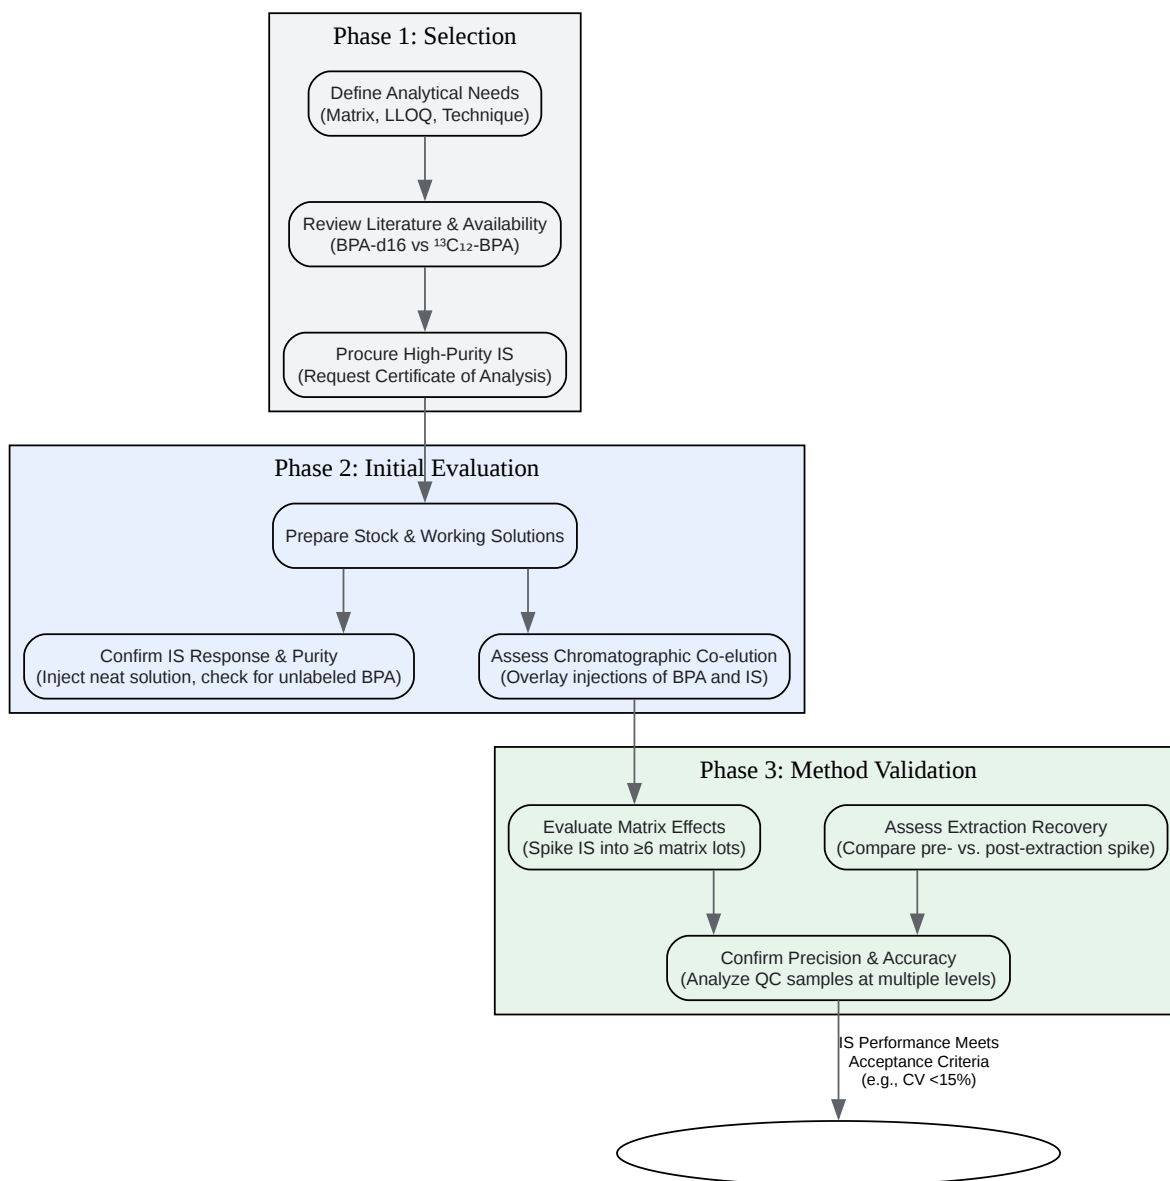 Phase 1: Selection
Define Analytical Needs
(Matrix, LLOQ, Technique)
Review Literature & Availability
(BPA-d16 vs ¹³C₁₂-BPA)
Procure High-Purity IS
(Request Certificate of Analysis)
Phase 2: Initial Evaluation
Prepare Stock & Working Solutions
Confirm IS Response & Purity
(Inject neat solution, check for unlabeled BPA)
Assess Chromatographic Co-elution
(Overlay injections of BPA and IS)
Phase 3: Method Validation
Evaluate Matrix Effects
(Spike IS into ≥6 matrix lots)
Assess Extraction Recovery
(Compare pre- vs. post-extraction spike)
Confirm Precision & Accuracy
(Analyze QC samples at multiple levels)
IS Performance Meets
Acceptance Criteria
(e.g., CV <15%)